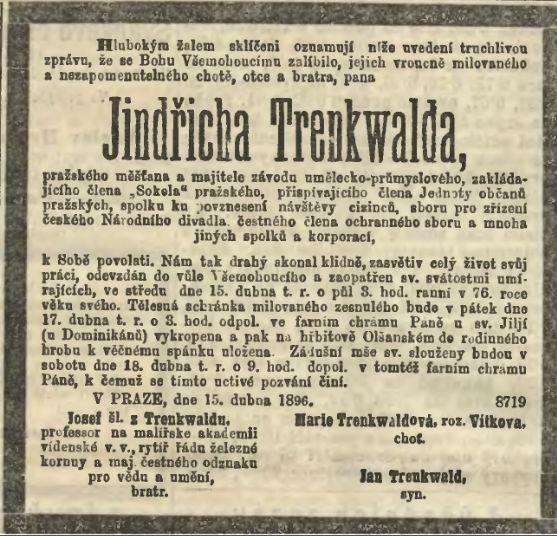 Hlubokým žalem sklíčeni oznamují níže uvedení truchlivou
zprávu, že se Bohu Všemohoucímu zalíbilo, jejich vroucně milovaného
a nezapomenutelného chotě, otce a bratra, pana
Jindřicha Trenkwalda,
pražského měšťana a majitele závodu umělecko-průmyslového, zakláda-
jícího člena „Sokola“ pražského, přispívajícího člena Jednoty občanů
pražských, spolku ku povznesení návštěvy cizinců, sboru pro zřízení
českého Národního divadla, čestného člena ochranného sboru a mnoha
jiných spolků a korporací,
k Sobě povolati. Nám tak drahý skonal klidně, zasvětiv celý život svůj
práci, odevzdán do vůle Všemohoucího a zaopatřen sv. svátostmi umí-
rajících, ve středu dne 15. dubna t. r. o půl 3. hod. ranní v 76. roce
věku svého. Tělesná schránka milovaného zesnulého bude v pátek dne
17. dubna t. r. o 3. hod. odpol. ve farním chrámu Páně u sv. Jiljí
(u Dominikánů) vykropena a pak na hřbitově Olšanském do rodinného
hrobu k věčnému spánku uložena. Zádušní mše sv. slouženy budou v
sobotu dne 18. dubna t. r. o 9. hod. dopol. v tomtéž farním chrámu
Páně, k čemuž se tímto uctivé pozvání činí.
V PRAZE, dne 15. dubna 1896. 8719
Josef šl. z Trenkwaldu,
professor na malířské akademii
vídenské v. v., rytíř řádu železné
koruny a maj. čestného odznaku
pro vědu a umění,
bratr.
Marie Trenkwaldová, roz. Vítkova,
choť.
Jan Trenkwald,
syn.